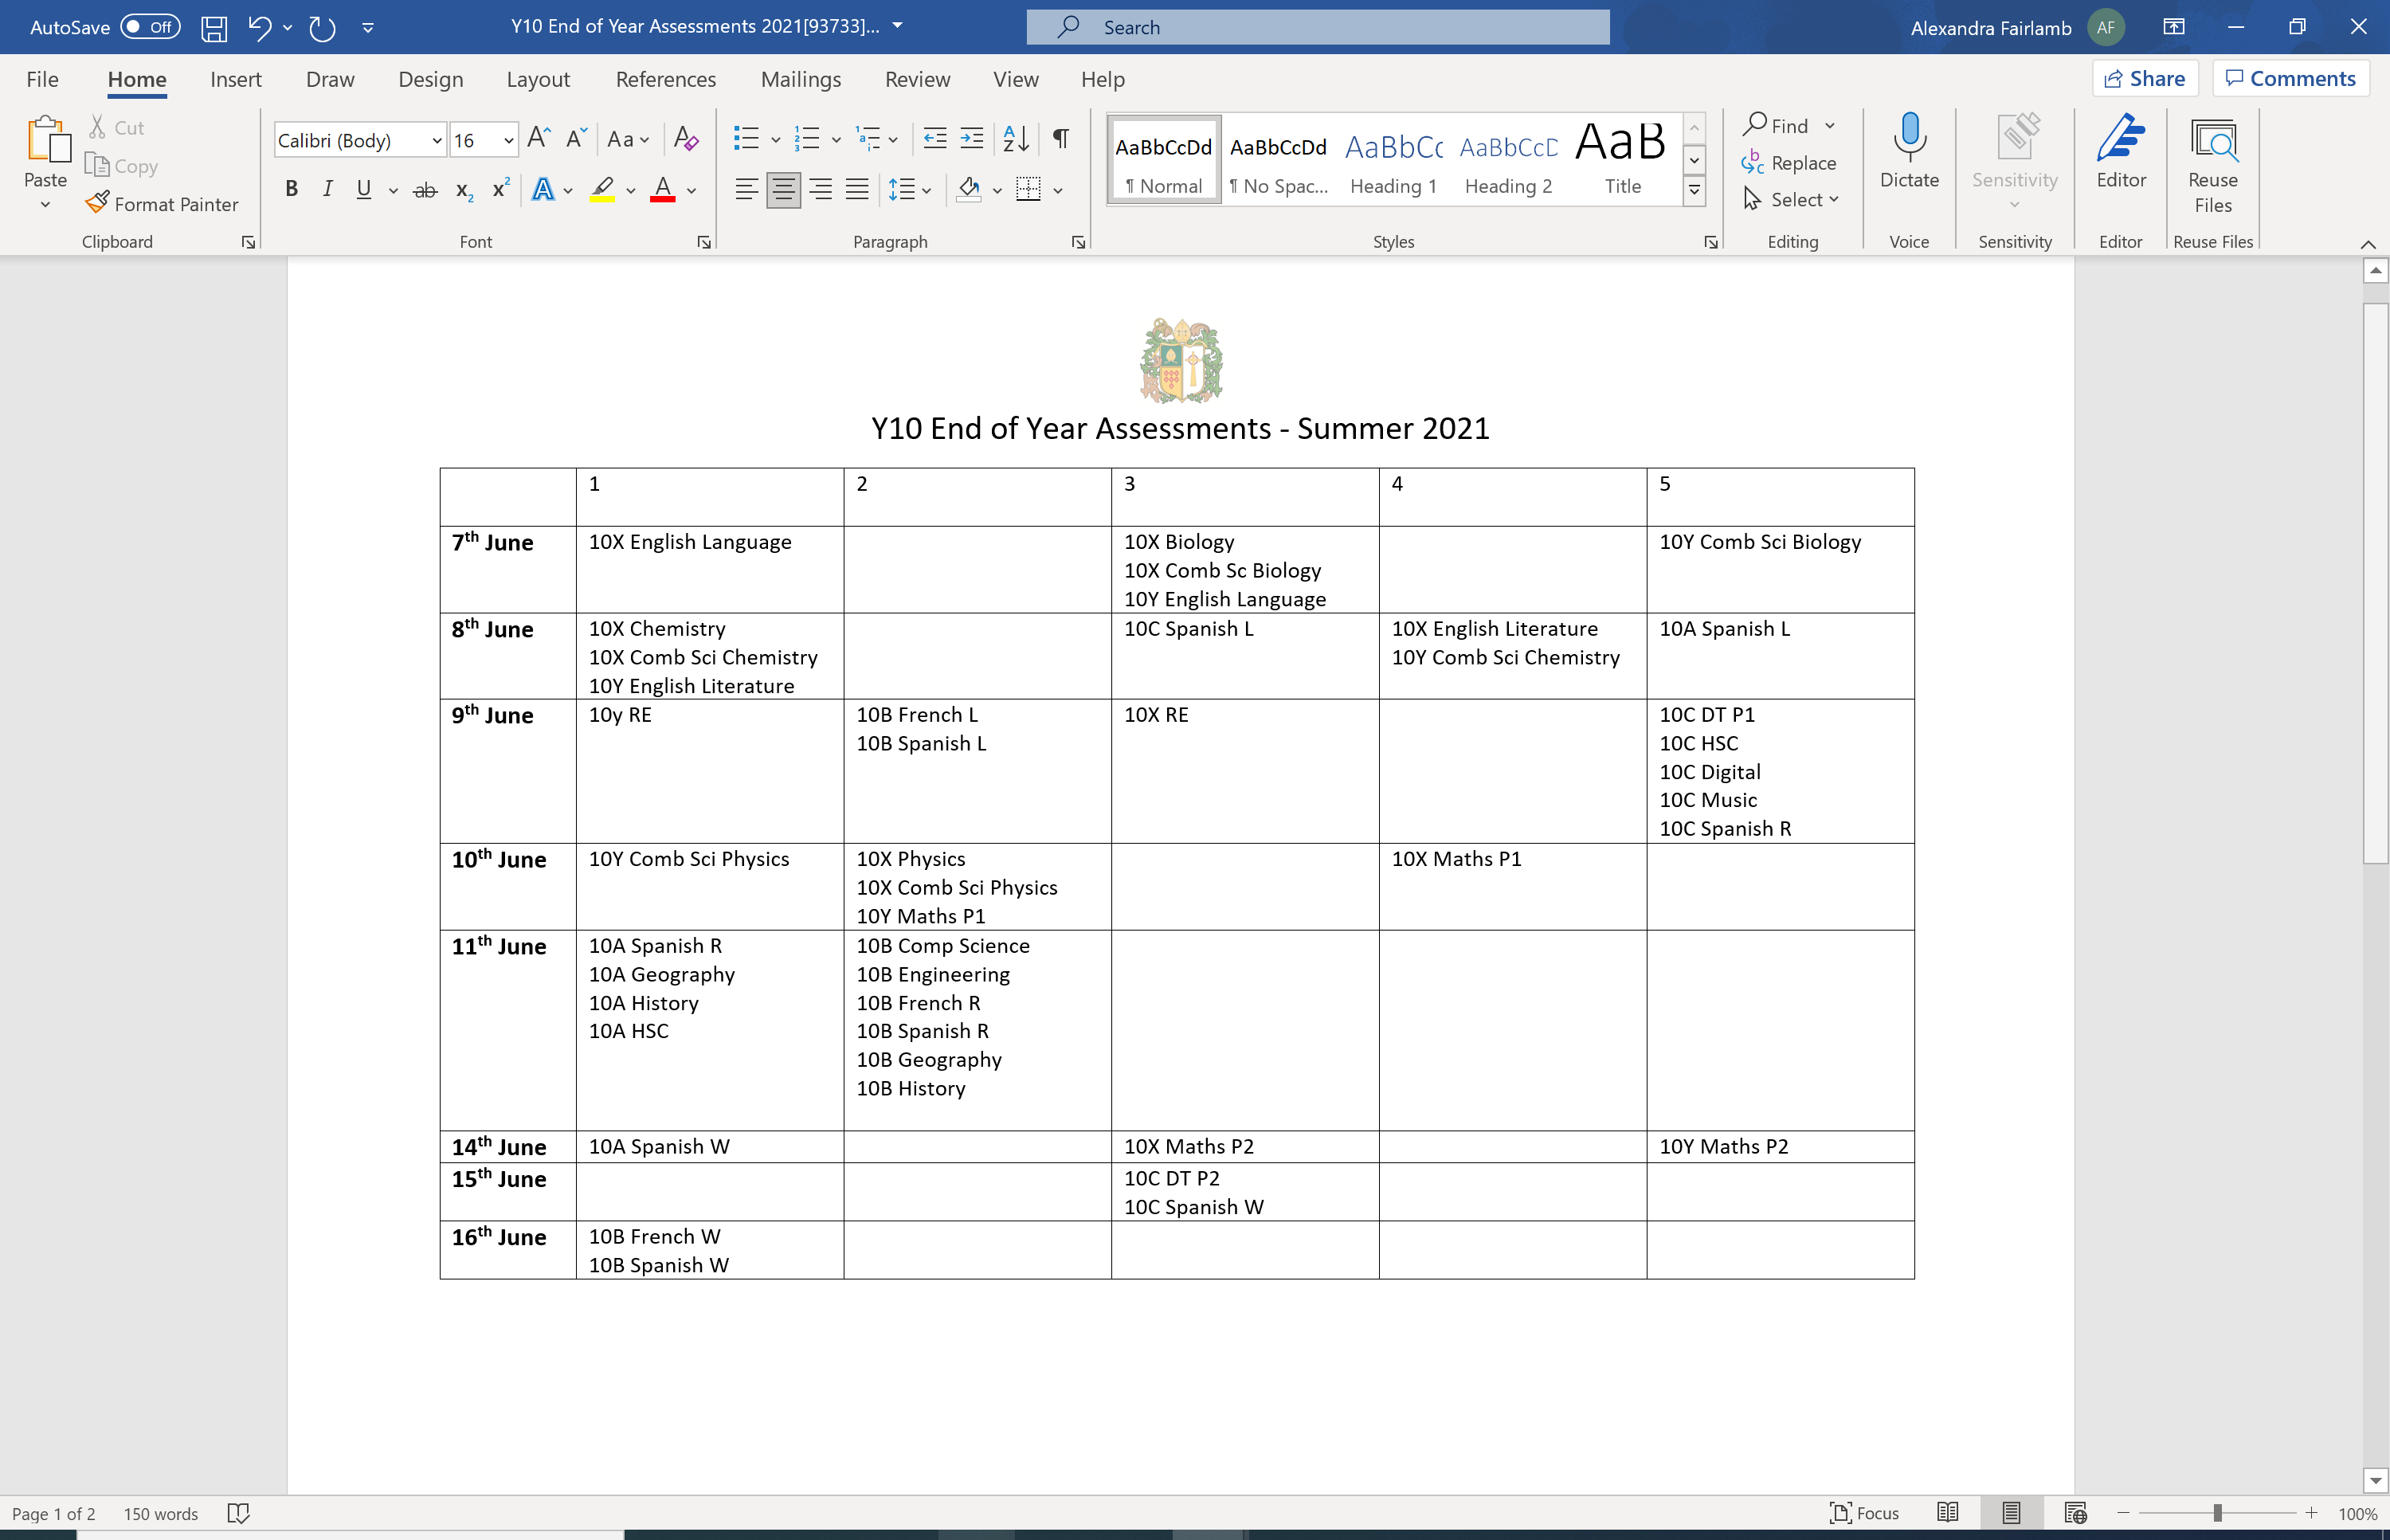 AutoSave Off
Y10 End of Year Assessments 2021[93733]...
Search
Alexandra Fairlamb AF
File Home Insert Draw Design Layout References Mailings Review View Help
Share Comments
Paste
Cut
Copy
Format Painter
Clipboard
Calibri (Body) 16
Font
Paragraph
AaBbCcDd AaBbCcDd AaBbCc AaBbCcD AaB
¶ Normal ¶ No Spac... Heading 1 Heading 2 Title
Styles
Find
Replace
Select
Editing
Dictate
Voice
Sensitivity
Sensitivity
Editor
Editor
Reuse
Files
Reuse Files
Y10 End of Year Assessments - Summer 2021
1 2 3 4 5
7th June
10X English Language
10X Biology
10X Comb Sc Biology
10Y English Language
10Y Comb Sci Biology
8th June
10X Chemistry
10X Comb Sci Chemistry
10Y English Literature
10C Spanish L
10X English Literature
10Y Comb Sci Chemistry
10A Spanish L
9th June
10y RE
10B French L
10B Spanish L
10X RE
10C DT P1
10C HSC
10C Digital
10C Music
10C Spanish R
10th June
10Y Comb Sci Physics
10X Physics
10X Comb Sci Physics
10Y Maths P1
10X Maths P1
11th June
10A Spanish R
10A Geography
10A History
10A HSC
10B Comp Science
10B Engineering
10B French R
10B Spanish R
10B Geography
10B History
14th June
10A Spanish W
10X Maths P2
10Y Maths P2
15th June
10C DT P2
10C Spanish W
16th June
10B French W
10B Spanish W
Page 1 of 2 150 words
Focus
100%